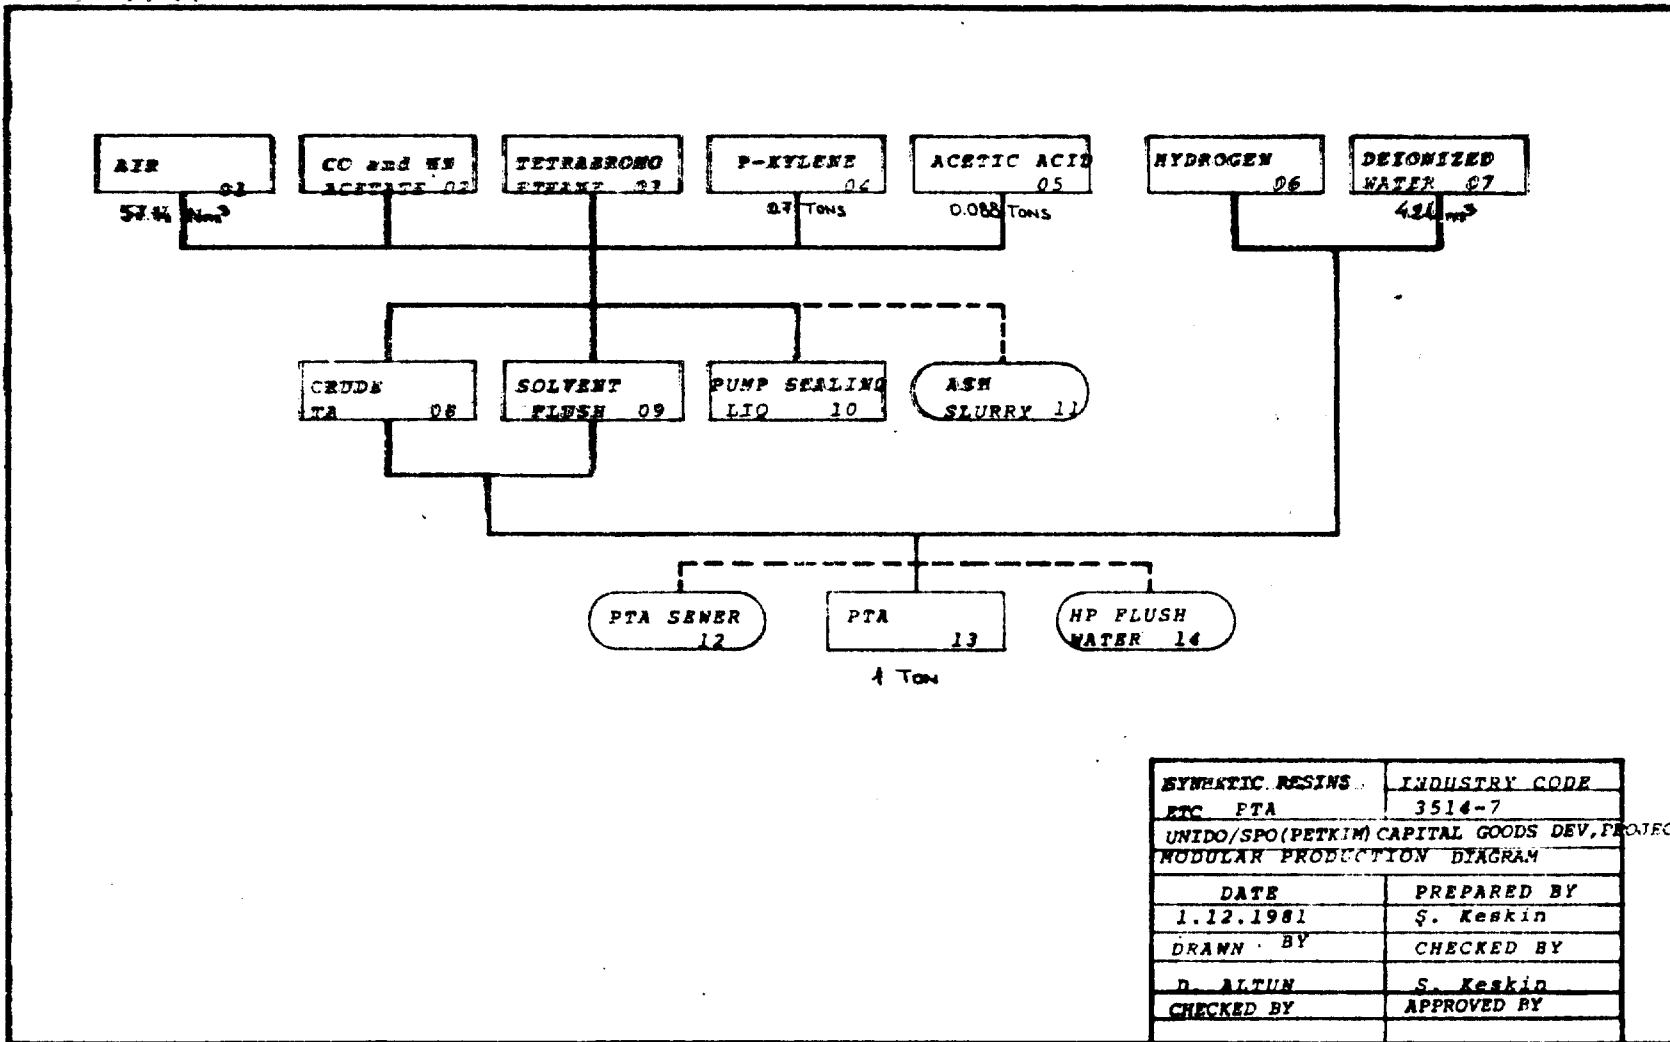 AIR
01
CO and MN
ACETATE 02
TETRABROMO
ETHANE 03
P-XYLENE
04
ACETIC ACID
05
HYDROGEN
06
DEIONIZED
WATER 07
Nm³
0.7 TONS
0.088 TONS
m³
CRUDE
TA 08
SOLVENT
FLUSH 09
PUMP SEALING
LIQ 10
ASH
SLURRY 11
PTA SEWER
12
PTA
13
HP FLUSH
WATER 14
1 TON
SYNHETIC RESINS INDUSTRY CODE
ETC PTA 3514-7
UNIDO/SPO(PETKIM) CAPITAL GOODS DEV, PROJEC
MODULAR PRODUCTION DIAGRAM
DATE PREPARED BY
1.12.1981 Ş. Keskin
DRAWN BY CHECKED BY
D. ALTUN S. Keskin
CHECKED BY APPROVED BY